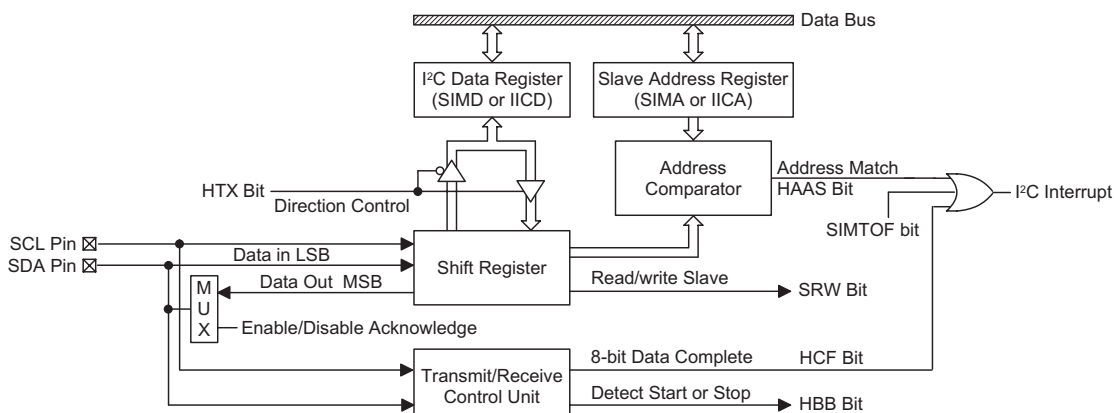 Data Bus
I²C Data Register
(SIMD or IICD)
Slave Address Register
(SIMA or IICA)
HTX Bit
Direction Control
Address
Comparator
Address Match
HAAS Bit
SIMTOF bit
I²C Interrupt
SCL Pin
SDA Pin
Data in LSB
Shift Register
Data Out MSB
Read/write Slave
SRW Bit
M
U
X
Enable/Disable Acknowledge
Transmit/Receive
Control Unit
8-bit Data Complete
HCF Bit
Detect Start or Stop
HBB Bit